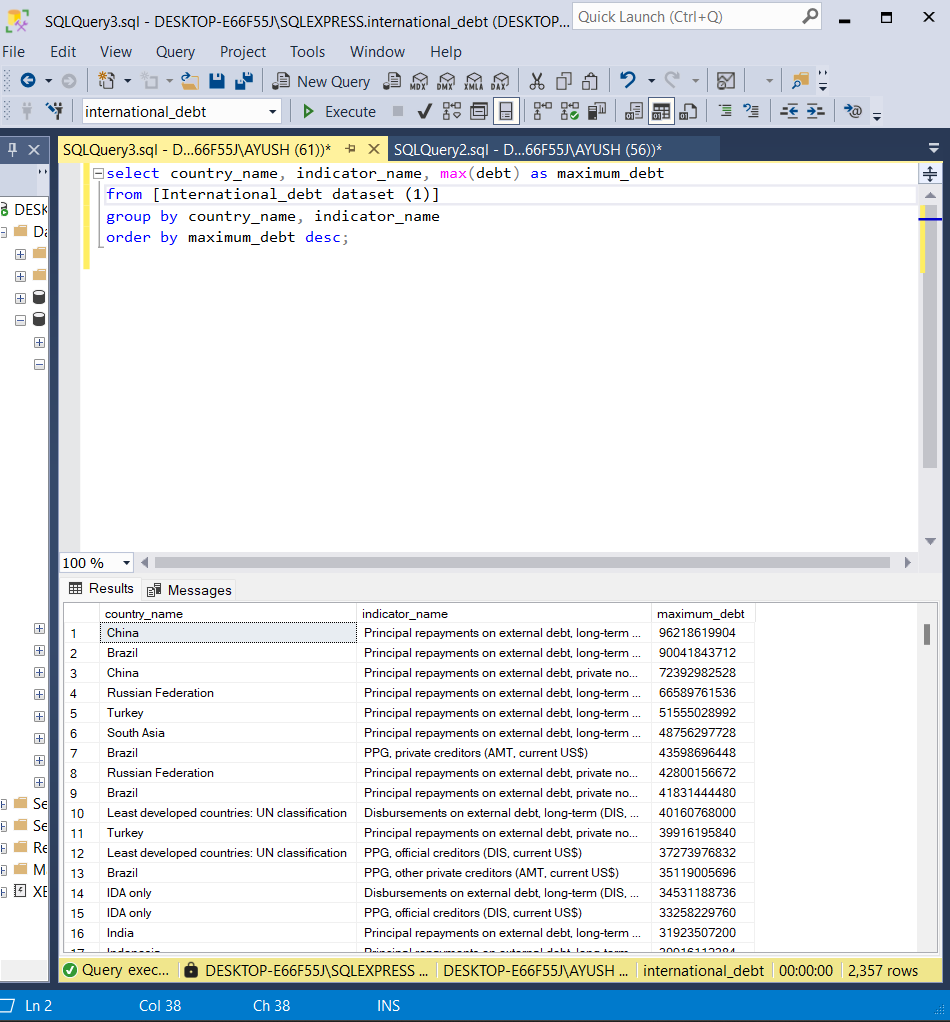 SQLQuery3.sql - DESKTOP-E66F55J\SQLEXPRESS.international_debt (DESKTOP...
Quick Launch (Ctrl+Q)
File Edit View Query Project Tools Window Help
New Query MDX DMX XMLA DAX
international_debt Execute
SQLQuery3.sql - D...66F55J\AYUSH (61))* SQLQuery2.sql - D...66F55J\AYUSH (56))*
select country_name, indicator_name, max(debt) as maximum_debt
from [International_debt dataset (1)]
group by country_name, indicator_name
order by maximum_debt desc;
DESK
Da
Se
Se
Re
M
XE
100 %
Results Messages
country_name indicator_name maximum_debt
1 China Principal repayments on external debt, long-term ... 96218619904
2 Brazil Principal repayments on external debt, long-term ... 90041843712
3 China Principal repayments on external debt, private no... 72392982528
4 Russian Federation Principal repayments on external debt, long-term ... 66589761536
5 Turkey Principal repayments on external debt, long-term ... 51555028992
6 South Asia Principal repayments on external debt, long-term ... 48756297728
7 Brazil PPG, private creditors (AMT, current US$) 43598696448
8 Russian Federation Principal repayments on external debt, private no... 42800156672
9 Brazil Principal repayments on external debt, private no... 41831444480
10 Least developed countries: UN classification Disbursements on external debt, long-term (DIS, ... 40160768000
11 Turkey Principal repayments on external debt, private no... 39916195840
12 Least developed countries: UN classification PPG, official creditors (DIS, current US$) 37273976832
13 Brazil PPG, other private creditors (AMT, current US$) 35119005696
14 IDA only Disbursements on external debt, long-term (DIS, ... 34531188736
15 IDA only PPG, official creditors (DIS, current US$) 33258229760
16 India Principal repayments on external debt, long-term ... 31923507200
Query exec... DESKTOP-E66F55J\SQLEXPRESS ... DESKTOP-E66F55J\AYUSH ... international_debt 00:00:00 2,357 rows
Ln 2 Col 38 Ch 38 INS